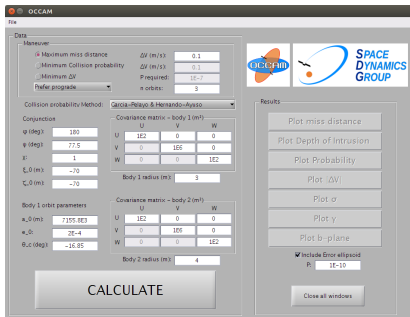 OCCAM
File
Data
Maneuver
Maximum miss distance
Minimum Collision probability
Minimum ΔV
Prefer prograde
ΔV (m/s): 0.1
ΔV (m/s): 0.1
P required: 1E-7
n orbits: 3
Collision probability Method: Garcia-Pelayo & Hernando-Ayuso
Conjunction
φ (deg): 180
ψ (deg): 77.5
1
ξ_0 (m): -70
ζ_0 (m): -70
Covariance matrix - body 1 (m²)
U V W
U 1E2 0 0
V 0 1E6 0
W 0 0 1E2
Body 1 radius (m): 3
Body 1 orbit parameters
a_0 (m): 7155.8E3
e_0: 2E-4
θ_c (deg): -16.85
Covariance matrix - body 2 (m²)
U V W
U 1E2 0 0
V 0 1E6 0
W 0 0 1E2
Body 2 radius (m): 4
CALCULATE
OCCAM
SPACE
DYNAMICS
GROUP
Results
Plot miss distance
Plot Depth of intrusion
Plot Probability
Plot |ΔV|
Plot σ
Plot γ
Plot b-plane
Include Error ellipsoid
P: 1E-10
Close all windows